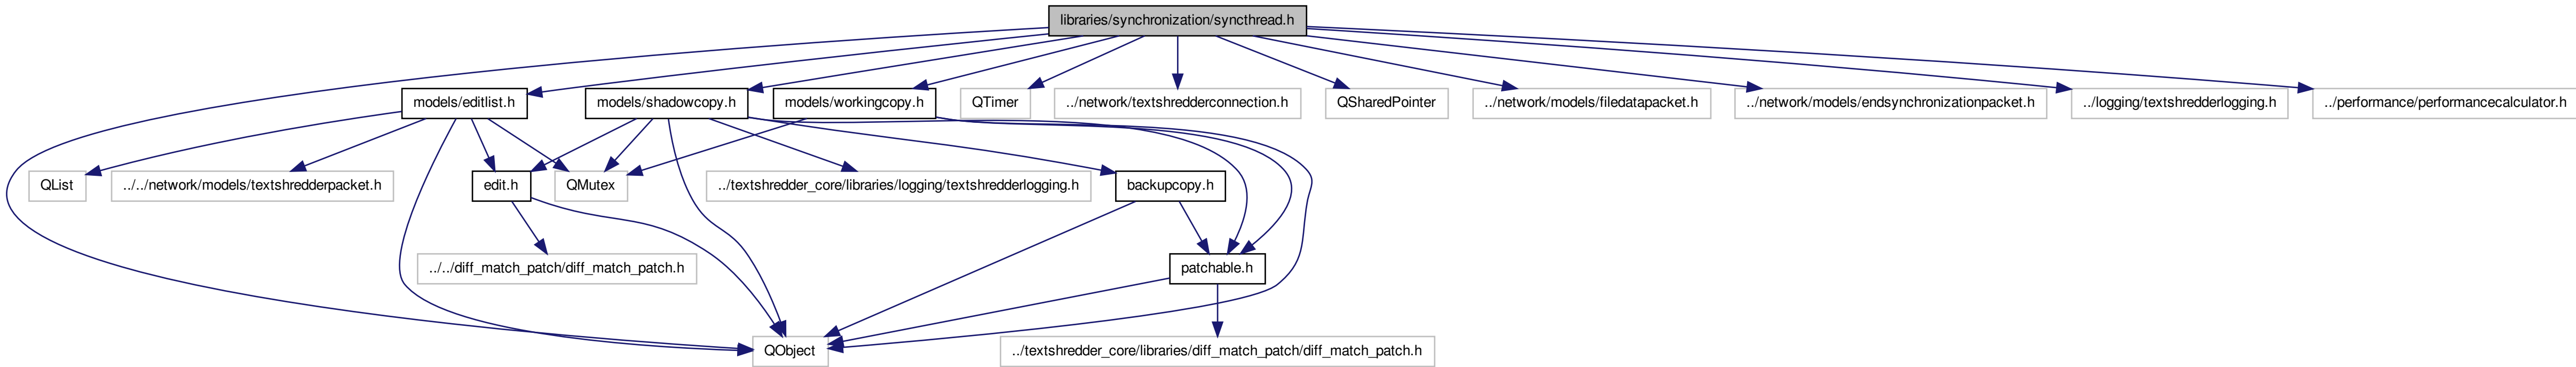 libraries/synchronization/syncthread.h
models/editlist.h
models/shadowcopy.h
models/workingcopy.h
QTimer
../network/textshredderconnection.h
QSharedPointer
../network/models/filedatapacket.h
../network/models/endsynchronizationpacket.h
../logging/textshredderlogging.h
../performance/performancecalculator.h
QList
../../network/models/textshredderpacket.h
edit.h
QMutex
../textshredder_core/libraries/logging/textshredderlogging.h
backupcopy.h
../../diff_match_patch/diff_match_patch.h
patchable.h
QObject
../textshredder_core/libraries/diff_match_patch/diff_match_patch.h